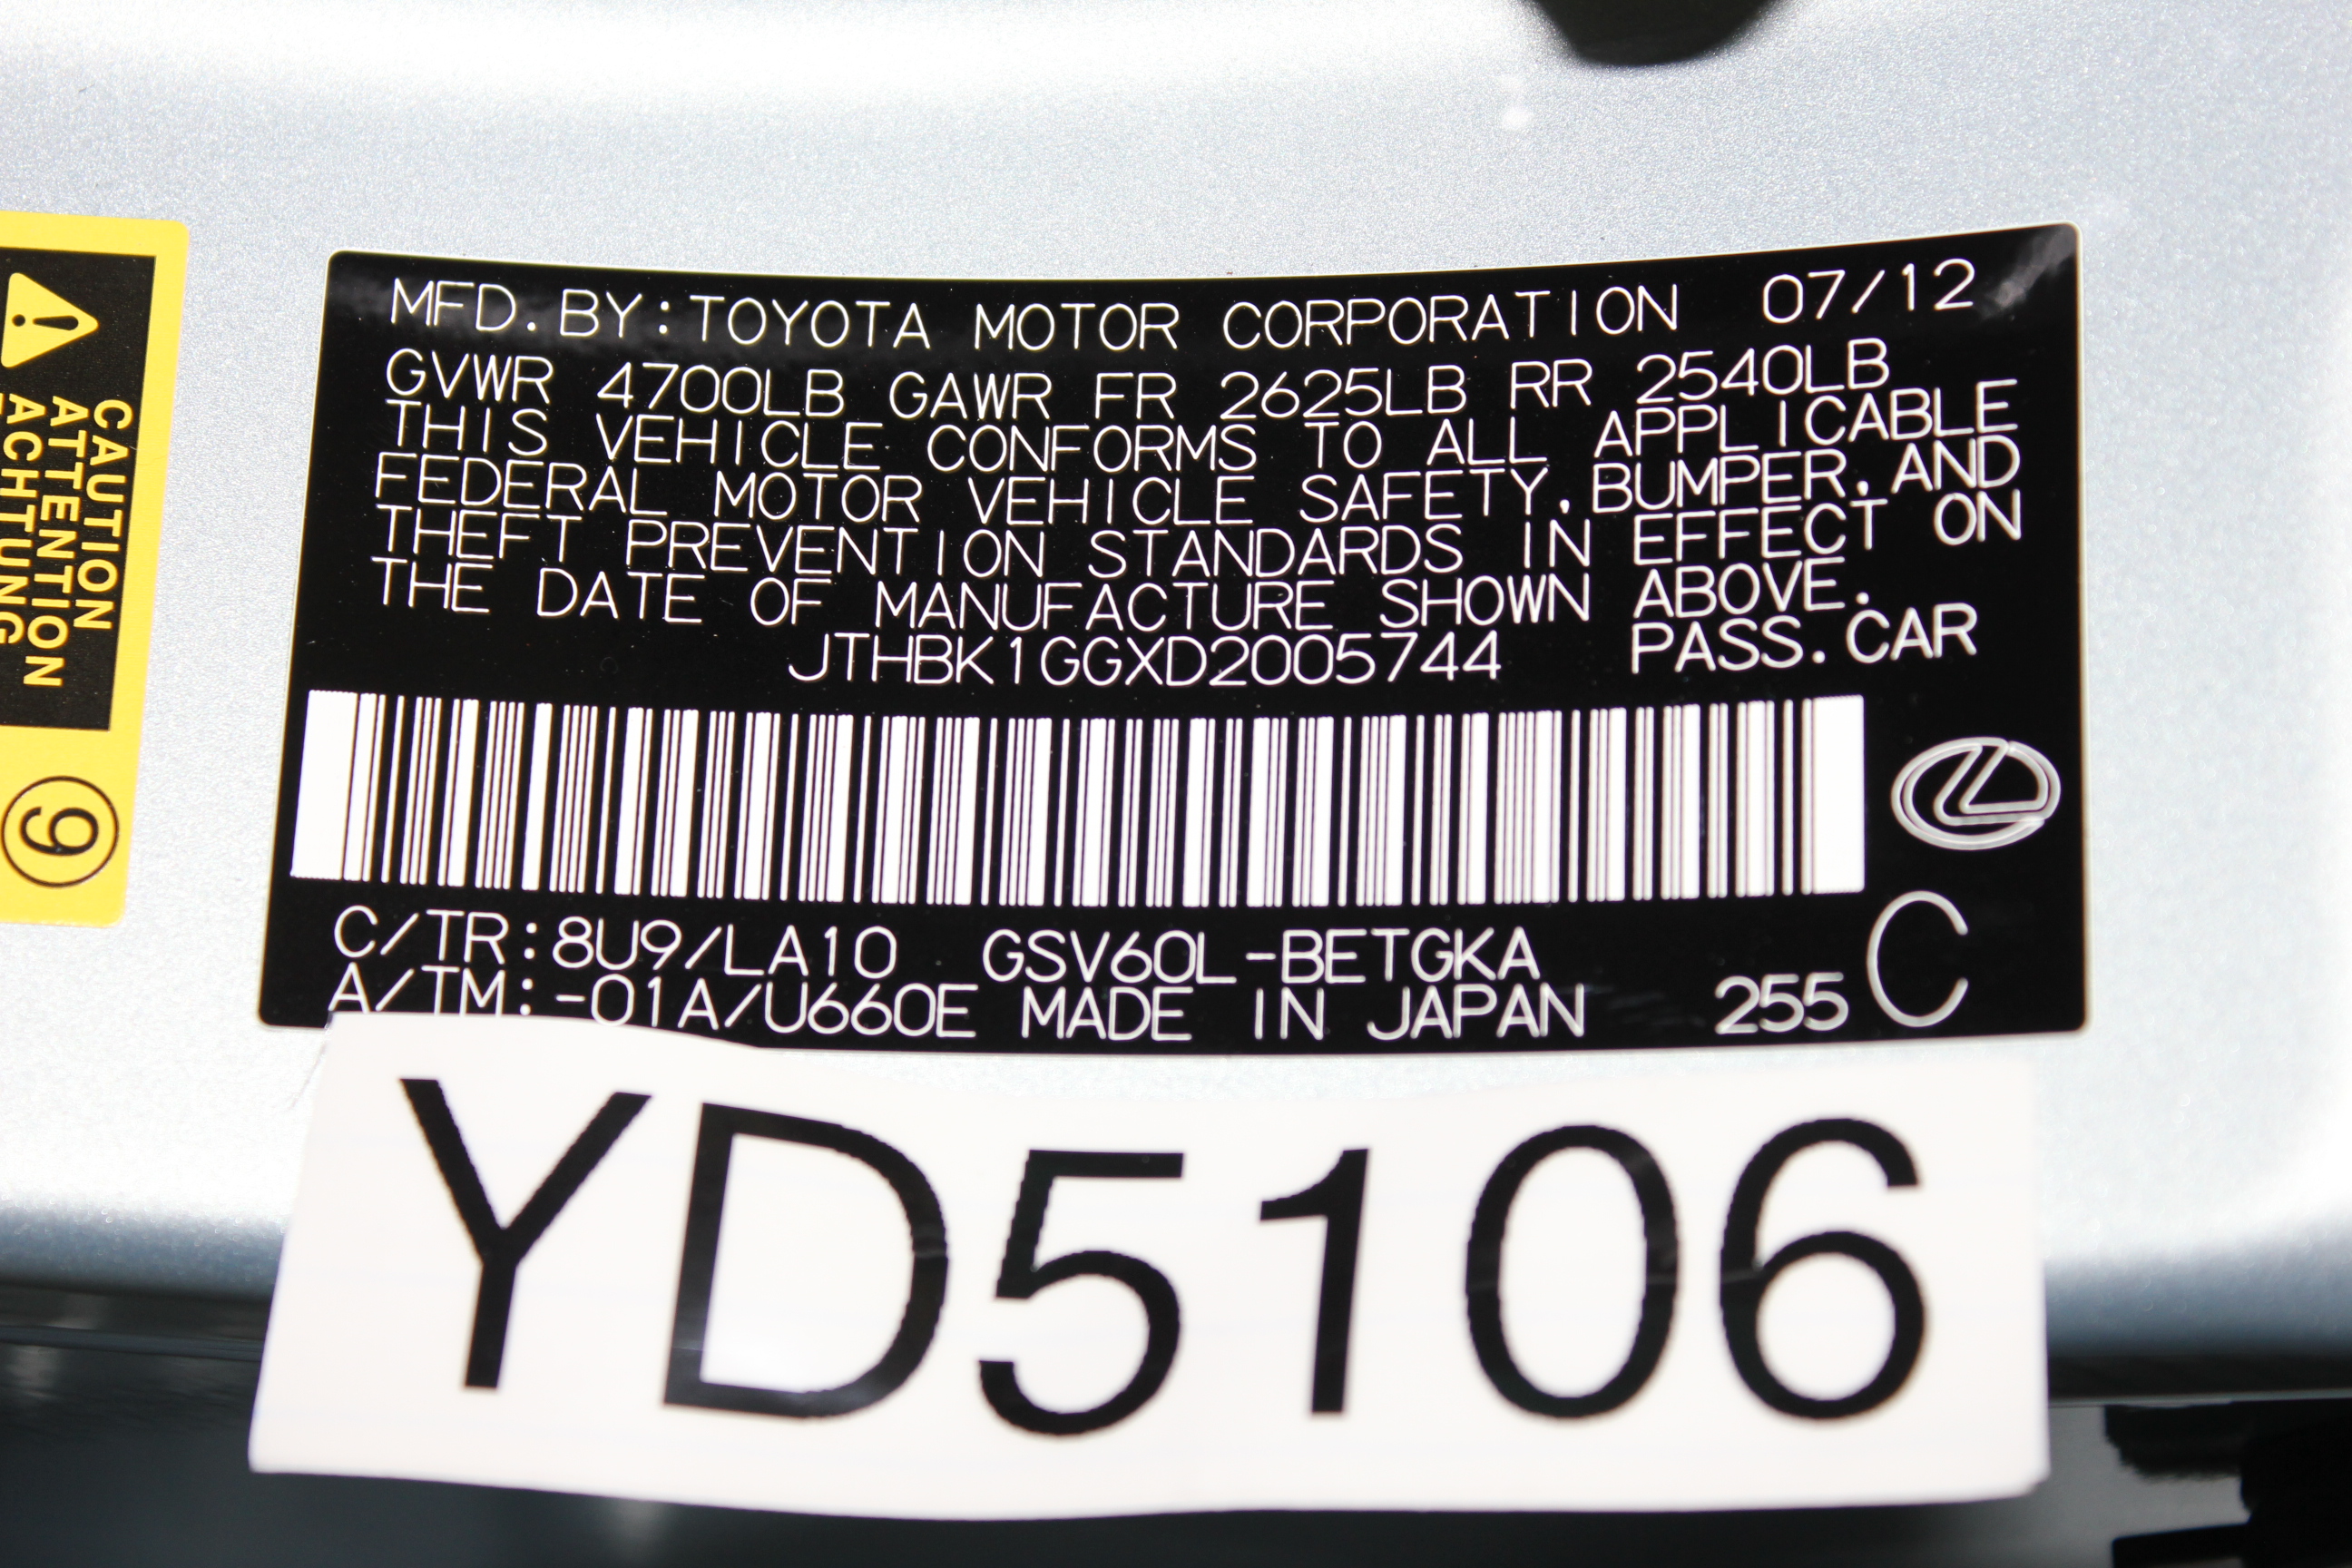 MFD.BY:TOYOTA MOTOR CORPORATION 07/12
GVWR 4700LB GAWR FR 2625LB RR 2540LB
THIS VEHICLE CONFORMS TO ALL APPLICABLE
FEDERAL MOTOR VEHICLE SAFETY,BUMPER,AND
THEFT PREVENTION STANDARDS IN EFFECT ON
THE DATE OF MANUFACTURE SHOWN ABOVE.
JTHBK1GGXD2005744 PASS.CAR
C/TR:8U9/LA10 GSV60L-BETGKA
A/TM:-01A/U660E MADE IN JAPAN 255 C
YD5106
CAUTION
ATTENTION
ACHTUNG
9